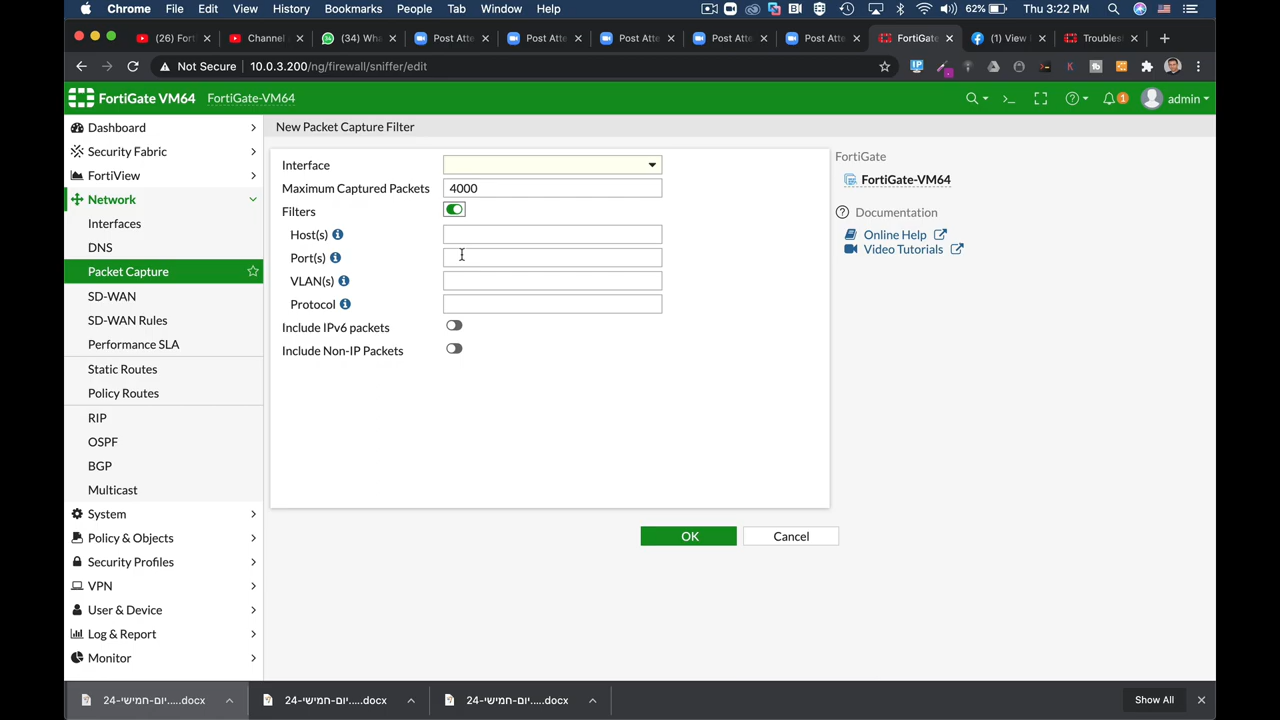 Chrome File Edit View History Bookmarks People Tab Window Help 62% Thu 3:22 PM
(26) Fort Channel (34) Wha Post Atte Post Atte Post Atte Post Atte Post Atte FortiGate (1) View Troubles
Not Secure 10.0.3.200/ng/firewall/sniffer/edit
FortiGate VM64 FortiGate-VM64 1 admin
Dashboard
Security Fabric
FortiView
Network
Interfaces
DNS
Packet Capture
SD-WAN
SD-WAN Rules
Performance SLA
Static Routes
Policy Routes
RIP
OSPF
BGP
Multicast
System
Policy & Objects
Security Profiles
VPN
User & Device
Log & Report
Monitor
New Packet Capture Filter
Interface
Maximum Captured Packets 4000
Filters
Host(s)
Port(s)
VLAN(s)
Protocol
Include IPv6 packets
Include Non-IP Packets
OK Cancel
FortiGate
FortiGate-VM64
Documentation
Online Help
Video Tutorials
24-יום-חמישי.....docx 24-יום-חמישי.....docx 24-יום-חמישי.....docx Show All